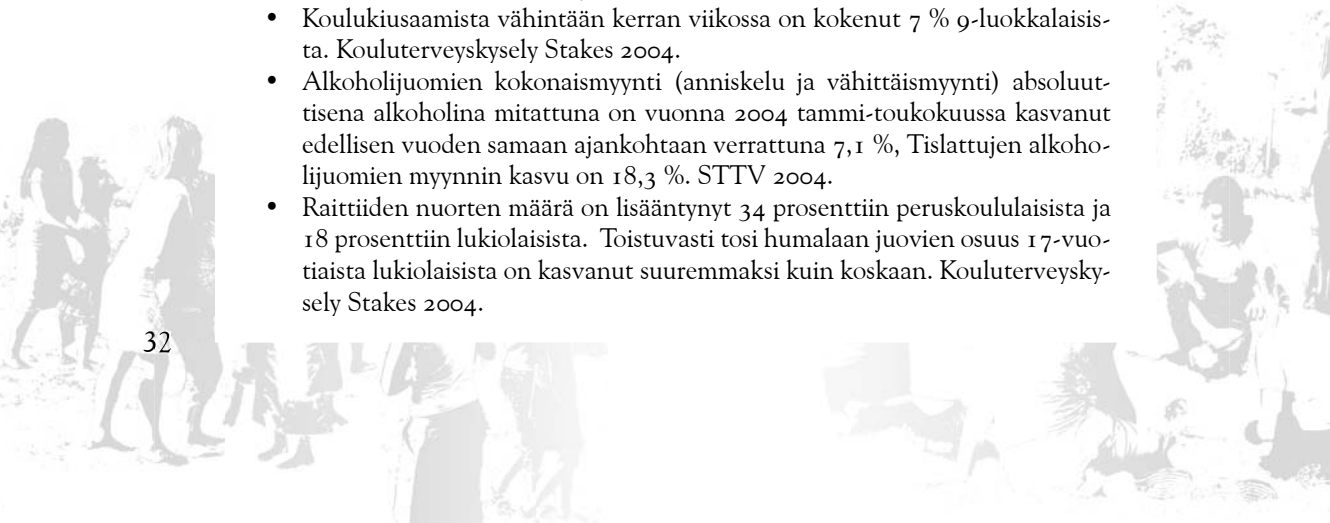 • Koulukiusaamista vähintään kerran viikossa on kokenut 7 % 9-luokkalaisis-
ta. Kouluterveyskysely Stakes 2004.
• Alkoholijuomien kokonaismyynti (anniskelu ja vähittäismyynti) absoluut-
tisena alkoholina mitattuna on vuonna 2004 tammi-toukokuussa kasvanut
edellisen vuoden samaan ajankohtaan verrattuna 7,1 %, Tislattujen alkoho-
lijuomien myynnin kasvu on 18,3 %. STTV 2004.
• Raittiiden nuorten määrä on lisääntynyt 34 prosenttiin peruskoululaisista ja
18 prosenttiin lukiolaisista. Toistuvasti tosi humalaan juovien osuus 17-vuo-
tiaista lukiolaisista on kasvanut suuremmaksi kuin koskaan. Kouluterveysky-
sely Stakes 2004.
32